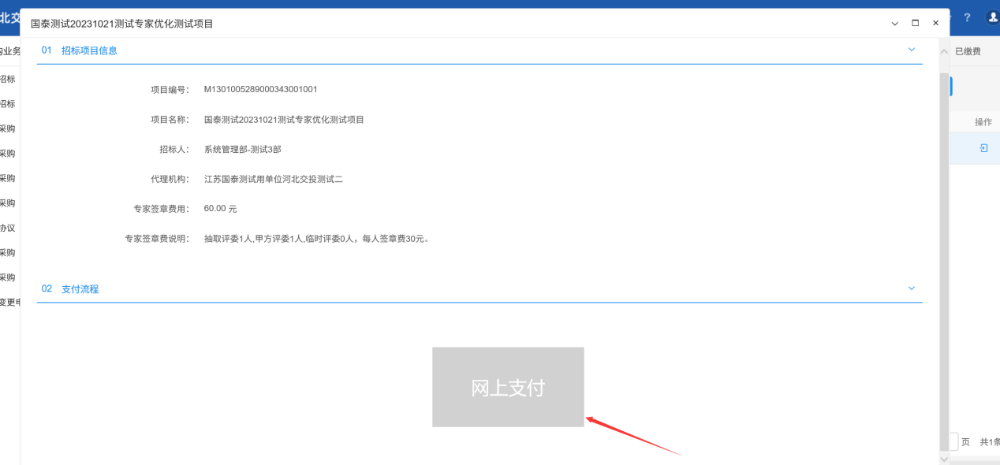 北交
国泰测试20231021测试专家优化测试项目
?
业务
01 招标项目信息
已缴费
招标
项目编号： M1301005289000343001001
招标
项目名称： 国泰测试20231021测试专家优化测试项目
操作
采购
招标人： 系统管理部-测试3部
采购
代理机构： 江苏国泰测试用单位河北交投测试二
采购
专家签章费用： 60.00 元
采购
协议
专家签章费说明： 抽取评委1人,甲方评委1人,临时评委0人，每人签章费30元。
采购
采购
02 支付流程
变更申
网上支付
页 共1条